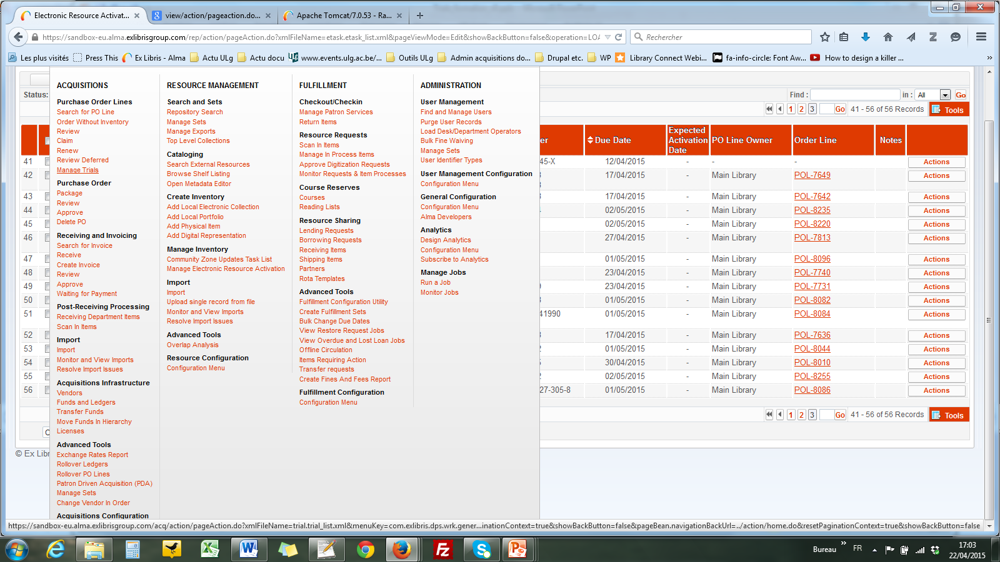 Electronic Resource Activat...
view/action/pageaction.do...
Apache Tomcat/7.0.53 - Ra...
https://sandbox-eu.alma.exlibrisgroup.com/rep/action/pageAction.do?xmlFileName=etask.etask_list.xml&pageViewMode=Edit&showBackButton=false&operation=LOA
Rechercher
Les plus visités
Press This
Ex Libris - Alma
Actu ULg
Actu docu
www.events.ulg.ac.be/...
Outils ULg
Admin acquisitions do...
Drupal etc.
WP
Library Connect Webi...
fa-info-circle: Font Aw...
How to design a killer ...
Status:
Find :
in :
All
Go
1 2 3
Go
41 - 56 of 56 Records
Tools
ACQUISITIONS
Purchase Order Lines
Search for PO Line
Order Without Inventory
Review
Claim
Renew
Review Deferred
Manage Trials
Purchase Order
Package
Review
Approve
Delete PO
Receiving and Invoicing
Search for Invoice
Receive
Create Invoice
Review
Approve
Waiting for Payment
Post-Receiving Processing
Receiving Department Items
Scan In Items
Import
Import
Monitor and View Imports
Resolve Import Issues
Acquisitions Infrastructure
Vendors
Funds and Ledgers
Transfer Funds
Move Funds In Hierarchy
Licenses
Advanced Tools
Exchange Rates Report
Rollover Ledgers
Rollover PO Lines
Patron Driven Acquisition (PDA)
Manage Sets
Change Vendor In Order
Acquisitions Configuration
RESOURCE MANAGEMENT
Search and Sets
Repository Search
Manage Sets
Manage Exports
Top Level Collections
Cataloging
Search External Resources
Browse Shelf Listing
Open Metadata Editor
Create Inventory
Add Local Electronic Collection
Add Local Portfolio
Add Physical Item
Add Digital Representation
Manage Inventory
Community Zone Updates Task List
Manage Electronic Resource Activation
Import
Import
Upload single record from file
Monitor and View Imports
Resolve Import Issues
Advanced Tools
Overlap Analysis
Resource Configuration
Configuration Menu
FULFILLMENT
Checkout/Checkin
Manage Patron Services
Return Items
Resource Requests
Scan In Items
Manage In Process Items
Approve Digitization Requests
Monitor Requests & Item Processes
Course Reserves
Courses
Reading Lists
Resource Sharing
Lending Requests
Borrowing Requests
Receiving Items
Shipping Items
Partners
Rota Templates
Advanced Tools
Fulfillment Configuration Utility
Create Fulfillment Sets
Bulk Change Due Dates
View Restore Request Jobs
View Overdue and Lost Loan Jobs
Offline Circulation
Items Requiring Action
Transfer requests
Create Fines And Fees Report
Fulfillment Configuration
Configuration Menu
ADMINISTRATION
User Management
Find and Manage Users
Purge User Records
Load Desk/Department Operators
Bulk Fine Waiving
Manage Sets
User Identifier Types
User Management Configuration
Configuration Menu
General Configuration
Configuration Menu
Alma Developers
Analytics
Design Analytics
Configuration Menu
Subscribe to Analytics
Manage Jobs
Run a Job
Monitor Jobs
er Due Date Expected Activation Date PO Line Owner Order Line Notes
41 45-X 12/04/2015 - - - Actions
42 17/04/2015 - Main Library POL-7649 Actions
43 17/04/2015 - Main Library POL-7642 Actions
44 02/05/2015 - Main Library POL-8235 Actions
45 02/05/2015 - Main Library POL-8220 Actions
46 27/04/2015 - Main Library POL-7813 Actions
47 01/05/2015 - Main Library POL-8096 Actions
48 23/04/2015 - Main Library POL-7740 Actions
49 23/04/2015 - Main Library POL-7731 Actions
50 01/05/2015 - Main Library POL-8082 Actions
51 41990 01/05/2015 - Main Library POL-8084 Actions
52 17/04/2015 - Main Library POL-7636 Actions
53 01/05/2015 - Main Library POL-8044 Actions
54 30/04/2015 - Main Library POL-8010 Actions
55 02/05/2015 - Main Library POL-8255 Actions
56 27-305-8 01/05/2015 - Main Library POL-8086 Actions
1 2 3
Go
41 - 56 of 56 Records
Tools
© Ex Libr
https://sandbox-eu.alma.exlibrisgroup.com/acq/action/pageAction.do?xmlFileName=trial.trial_list.xml&menuKey=com.exlibris.dps.wrk.gener...inationContext=true&showBackButton=false&pageBean.navigationBackUrl=../action/home.do&resetPaginationContext=true&showBackButton=false
Bureau
FR
17:03
22/04/2015